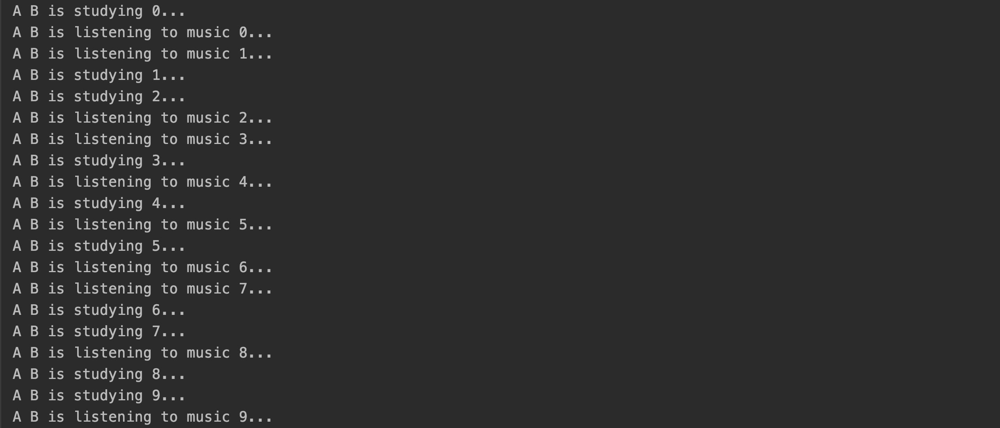 A B is studying 0...
A B is listening to music 0...
A B is listening to music 1...
A B is studying 1...
A B is studying 2...
A B is listening to music 2...
A B is listening to music 3...
A B is studying 3...
A B is listening to music 4...
A B is studying 4...
A B is listening to music 5...
A B is studying 5...
A B is listening to music 6...
A B is listening to music 7...
A B is studying 6...
A B is studying 7...
A B is listening to music 8...
A B is studying 8...
A B is studying 9...
A B is listening to music 9...